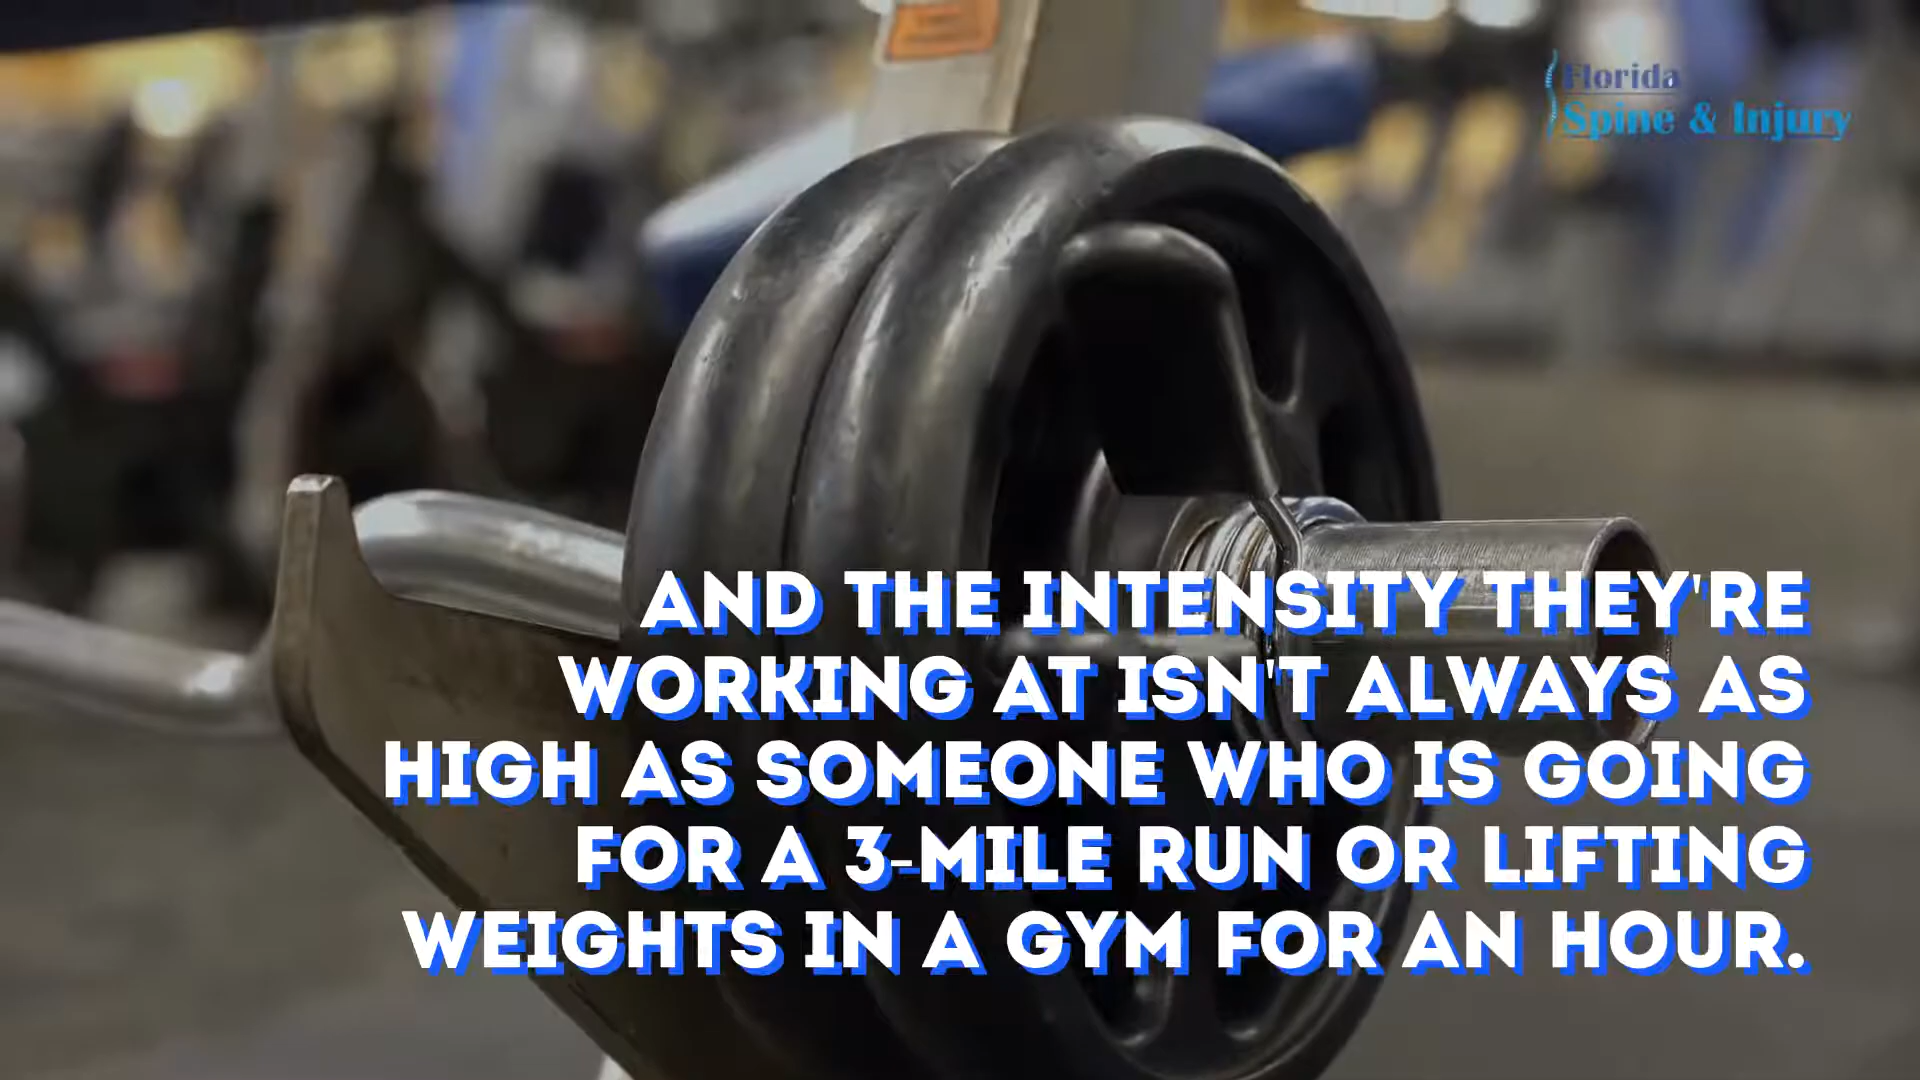 Florida
Spine & Injury
AND THE INTENSITY THEY'RE
WORKING AT ISN'T ALWAYS AS
HIGH AS SOMEONE WHO IS GOING
FOR A 3-MILE RUN OR LIFTING
WEIGHTS IN A GYM FOR AN HOUR.